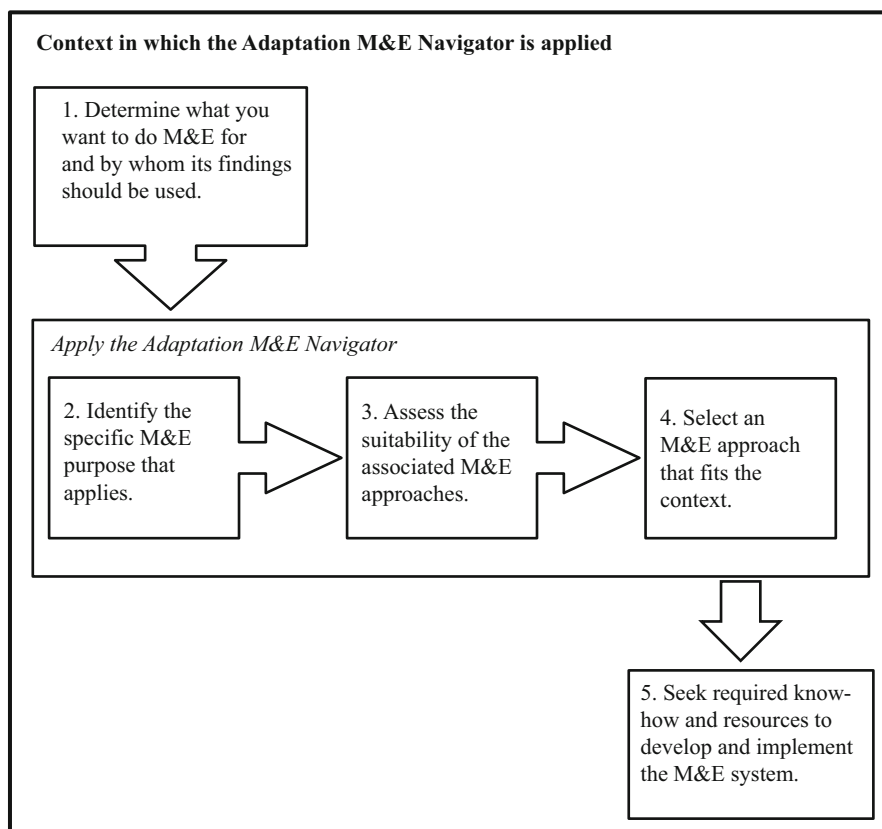 Context in which the Adaptation M&E Navigator is applied
1. Determine what you
want to do M&E for
and by whom its findings
should be used.
Apply the Adaptation M&E Navigator
2. Identify the
specific M&E
purpose that
applies.
3. Assess the
suitability of the
associated M&E
approaches.
4. Select an
M&E approach
that fits the
context.
5. Seek required know-
how and resources to
develop and implement
the M&E system.